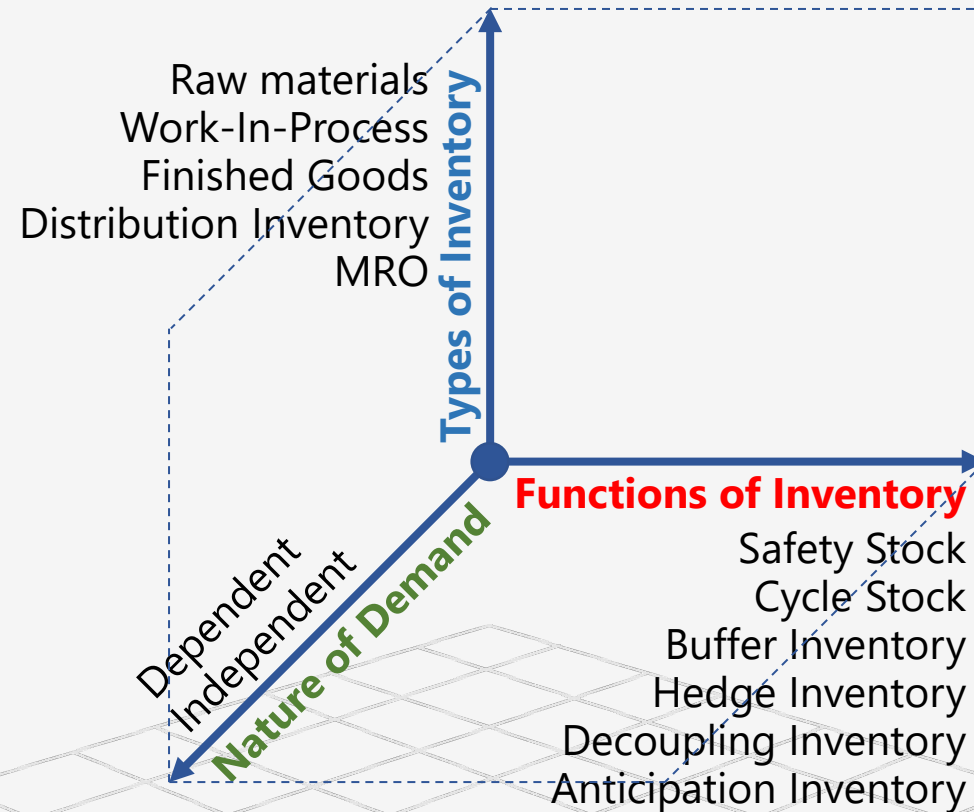 Raw materials
Work-In-Process
Finished Goods
Distribution Inventory
MRO
Types of Inventory
Functions of Inventory
Safety Stock
Cycle Stock
Buffer Inventory
Hedge Inventory
Decoupling Inventory
Anticipation Inventory
Dependent
Independent
Nature of Demand